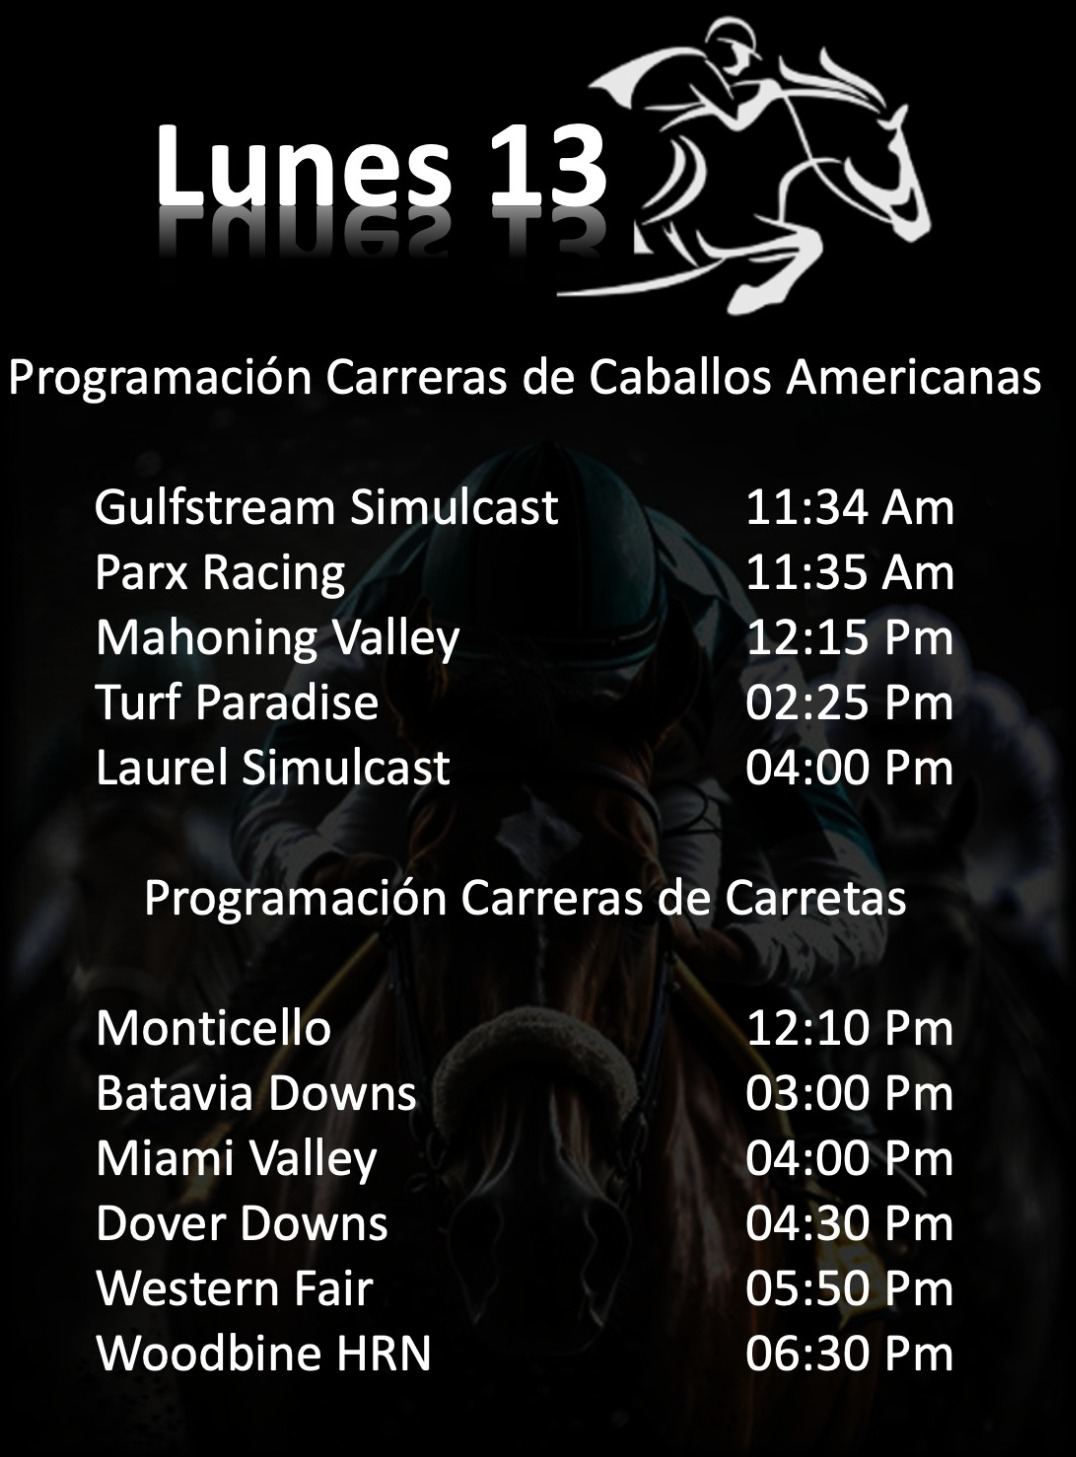 Lunes 13
Programación Carreras de Caballos Americanas
Gulfstream Simulcast 11:34 Am
Parx Racing 11:35 Am
Mahoning Valley 12:15 Pm
Turf Paradise 02:25 Pm
Laurel Simulcast 04:00 Pm
Programación Carreras de Carretas
Monticello 12:10 Pm
Batavia Downs 03:00 Pm
Miami Valley 04:00 Pm
Dover Downs 04:30 Pm
Western Fair 05:50 Pm
Woodbine HRN 06:30 Pm